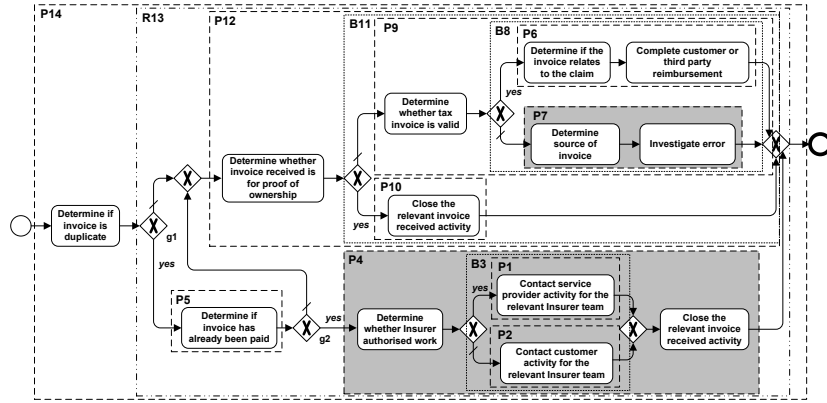 P14
R13
P12
B11
P9
B8
P6
Determine if the
invoice relates
to the claim
Complete customer or
third party
reimbursement
yes
Determine
whether tax
invoice is valid
P7
Determine
source of
invoice
Investigate error
Determine whether
invoice received is
for proof of
ownership
P10
Close the
relevant invoice
received activity
yes
Determine if
invoice is
duplicate
g1
yes
P5
Determine if
invoice has
already been paid
g2
yes
P4
Determine
whether Insurer
authorised work
B3
P1
Contact service
provider activity for the
relevant Insurer team
yes
P2
Contact customer
activity for the
relevant Insurer team
Close the
relevant invoice
received activity